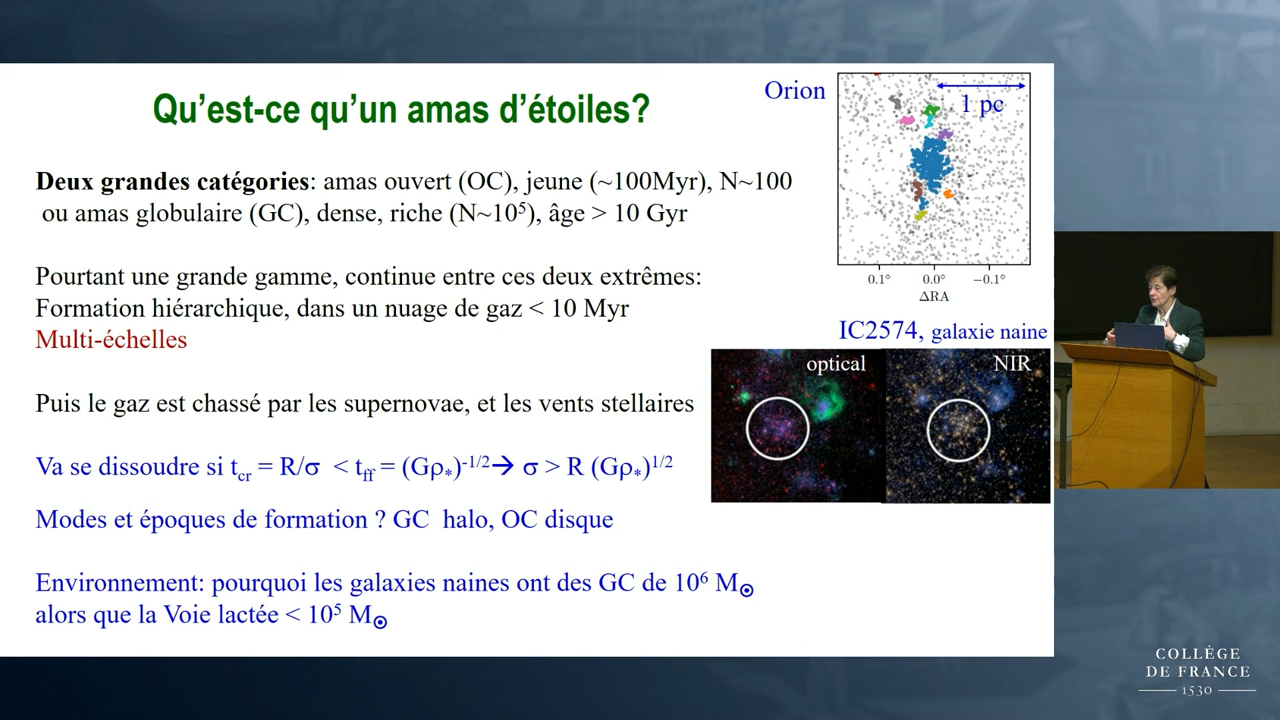 Qu’est-ce qu’un amas d’étoiles?
Deux grandes catégories: amas ouvert (OC), jeune (~100Myr), N~100
ou amas globulaire (GC), dense, riche (N~10⁵), âge > 10 Gyr
Pourtant une grande gamme, continue entre ces deux extrêmes:
Formation hiérarchique, dans un nuage de gaz < 10 Myr
Multi-échelles
Puis le gaz est chassé par les supernovae, et les vents stellaires
Va se dissoudre si t_cr = R/σ < t_ff = (Gρ_*)^-1/2 → σ > R (Gρ_*)^1/2
Modes et époques de formation ? GC halo, OC disque
Environnement: pourquoi les galaxies naines ont des GC de 10⁶ M☉
alors que la Voie lactée < 10⁵ M☉
Orion
1 pc
0.1° 0.0° −0.1°
ΔRA
IC2574, galaxie naine
optical
NIR
COLLÈGE
DE FRANCE
1530